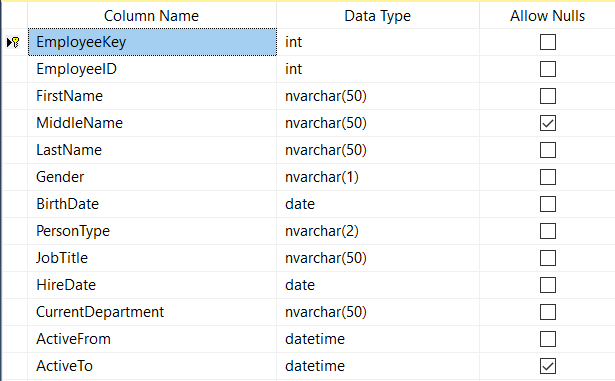 Column Name Data Type Allow Nulls
EmployeeKey int
EmployeeID int
FirstName nvarchar(50)
MiddleName nvarchar(50)
LastName nvarchar(50)
Gender nvarchar(1)
BirthDate date
PersonType nvarchar(2)
JobTitle nvarchar(50)
HireDate date
CurrentDepartment nvarchar(50)
ActiveFrom datetime
ActiveTo datetime